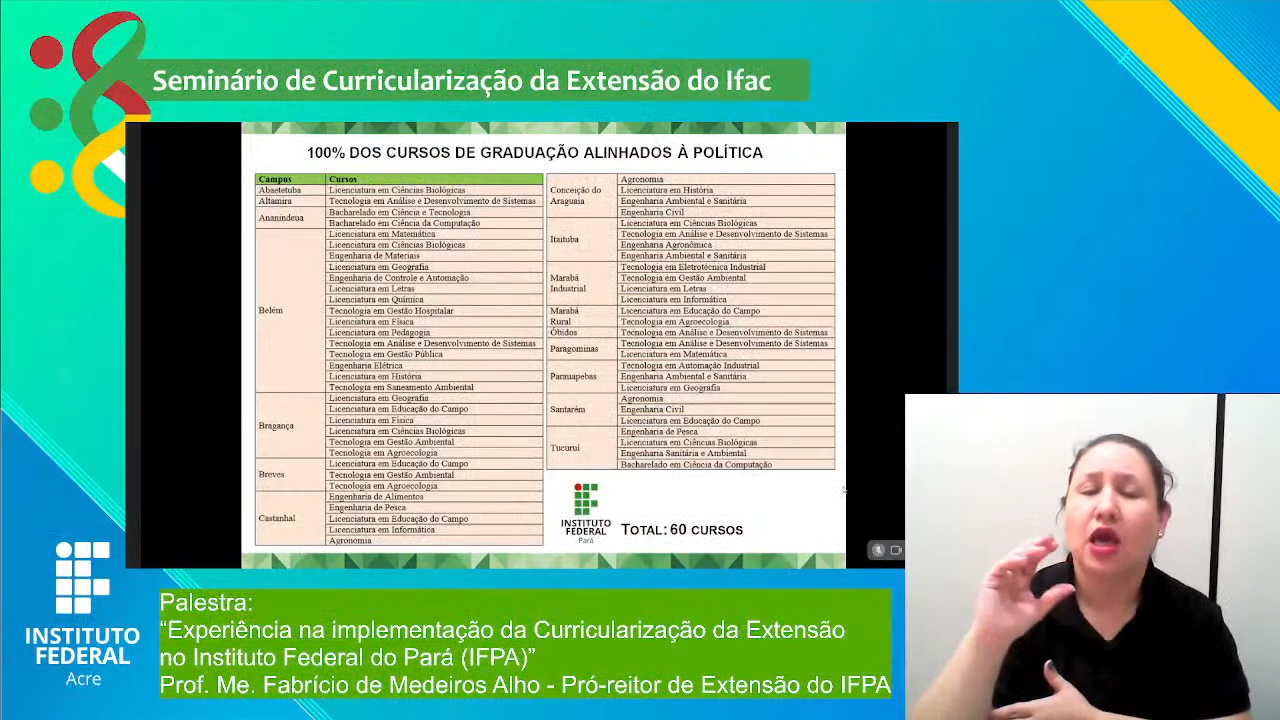 Seminário de Curricularização da Extensão do Ifac
100% DOS CURSOS DE GRADUAÇÃO ALINHADOS À POLÍTICA
Campus Cursos
Abaetetuba Licenciatura em Ciências Biológicas
Altamira Tecnologia em Análise e Desenvolvimento de Sistemas
Ananindeua Bacharelado em Ciência e Tecnologia
Bacharelado em Ciência da Computação
Belém Licenciatura em Matemática
Licenciatura em Ciências Biológicas
Engenharia de Materiais
Licenciatura em Geografia
Engenharia de Controle e Automação
Licenciatura em Letras
Licenciatura em Química
Tecnologia em Gestão Hospitalar
Licenciatura em Física
Licenciatura em Pedagogia
Tecnologia em Análise e Desenvolvimento de Sistemas
Tecnologia em Gestão Pública
Engenharia Elétrica
Licenciatura em História
Tecnologia em Saneamento Ambiental
Bragança Licenciatura em Geografia
Licenciatura em Educação do Campo
Licenciatura em Física
Licenciatura em Ciências Biológicas
Tecnologia em Gestão Ambiental
Tecnologia em Agroecologia
Breves Licenciatura em Educação do Campo
Tecnologia em Gestão Ambiental
Tecnologia em Agroecologia
Castanhal Engenharia de Alimentos
Engenharia de Pesca
Licenciatura em Educação do Campo
Licenciatura em Informática
Agronomia
Conceição do Araguaia Agronomia
Licenciatura em História
Engenharia Ambiental e Sanitária
Engenharia Civil
Itaituba Licenciatura em Ciências Biológicas
Tecnologia em Análise e Desenvolvimento de Sistemas
Engenharia Agronômica
Engenharia Ambiental e Sanitária
Marabá Industrial Tecnologia em Eletrotécnica Industrial
Tecnologia em Gestão Ambiental
Licenciatura em Letras
Licenciatura em Informática
Marabá Rural Licenciatura em Educação do Campo
Tecnologia em Agroecologia
Óbidos Tecnologia em Análise e Desenvolvimento de Sistemas
Paragominas Tecnologia em Análise e Desenvolvimento de Sistemas
Licenciatura em Matemática
Parauapebas Tecnologia em Automação Industrial
Engenharia Ambiental e Sanitária
Licenciatura em Geografia
Santarém Agronomia
Engenharia Civil
Licenciatura em Educação do Campo
Tucuruí Engenharia de Pesca
Licenciatura em Ciências Biológicas
Engenharia Sanitária e Ambiental
Bacharelado em Ciência da Computação
INSTITUTO
FEDERAL
Pará
TOTAL: 60 CURSOS
INSTITUTO
FEDERAL
Acre
Palestra:
“Experiência na implementação da Curricularização da Extensão
no Instituto Federal do Pará (IFPA)”
Prof. Me. Fabrício de Medeiros Alho - Pró-reitor de Extensão do IFPA